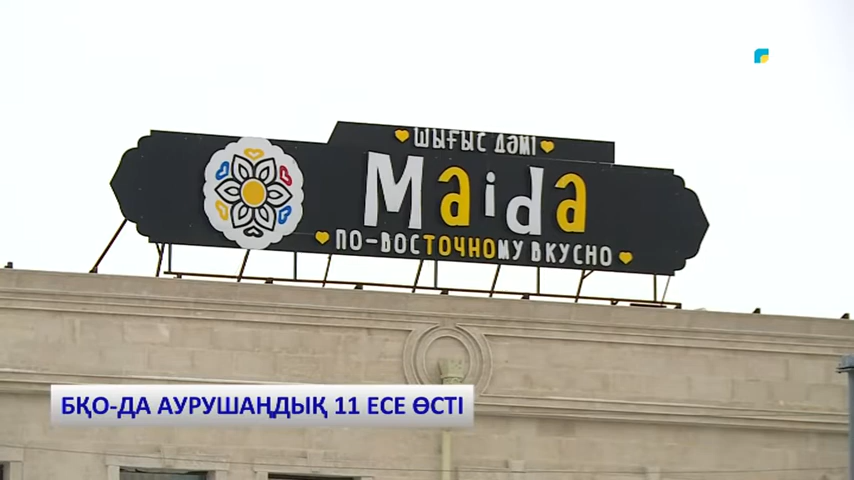 ШЫҒЫС ДӘМІ
Maida
ПО-ВОСТОЧНОМУ ВКУСНО
БҚО-ДА АУРУШАҢДЫҚ 11 ЕСЕ ӨСТІ